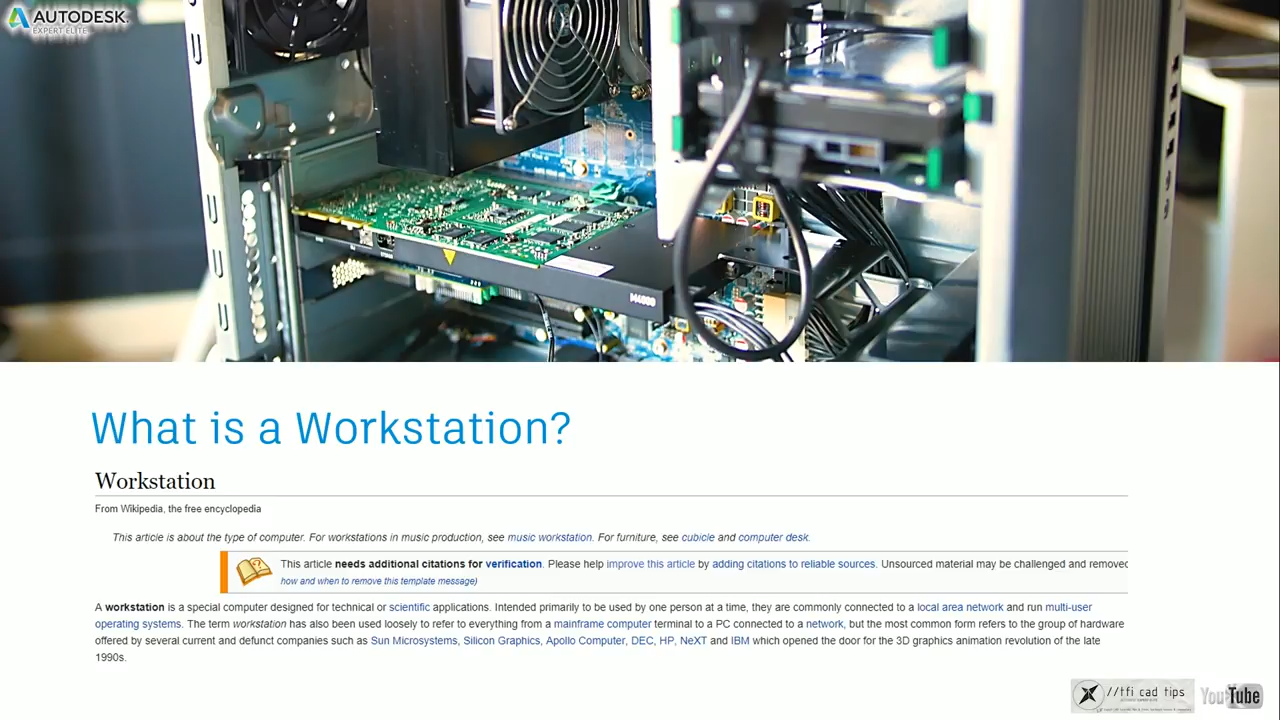 AUTODESK.
EXPERT ELITE
M4000
What is a Workstation?
Workstation
From Wikipedia, the free encyclopedia
This article is about the type of computer. For workstations in music production, see music workstation. For furniture, see cubicle and computer desk.
This article needs additional citations for verification. Please help improve this article by adding citations to reliable sources. Unsourced material may be challenged and removed
how and when to remove this template message)
A workstation is a special computer designed for technical or scientific applications. Intended primarily to be used by one person at a time, they are commonly connected to a local area network and run multi-user
operating systems. The term workstation has also been used loosely to refer to everything from a mainframe computer terminal to a PC connected to a network, but the most common form refers to the group of hardware
offered by several current and defunct companies such as Sun Microsystems, Silicon Graphics, Apollo Computer, DEC, HP, NeXT and IBM which opened the door for the 3D graphics animation revolution of the late
1990s.
//tfi cad tips
YouTube